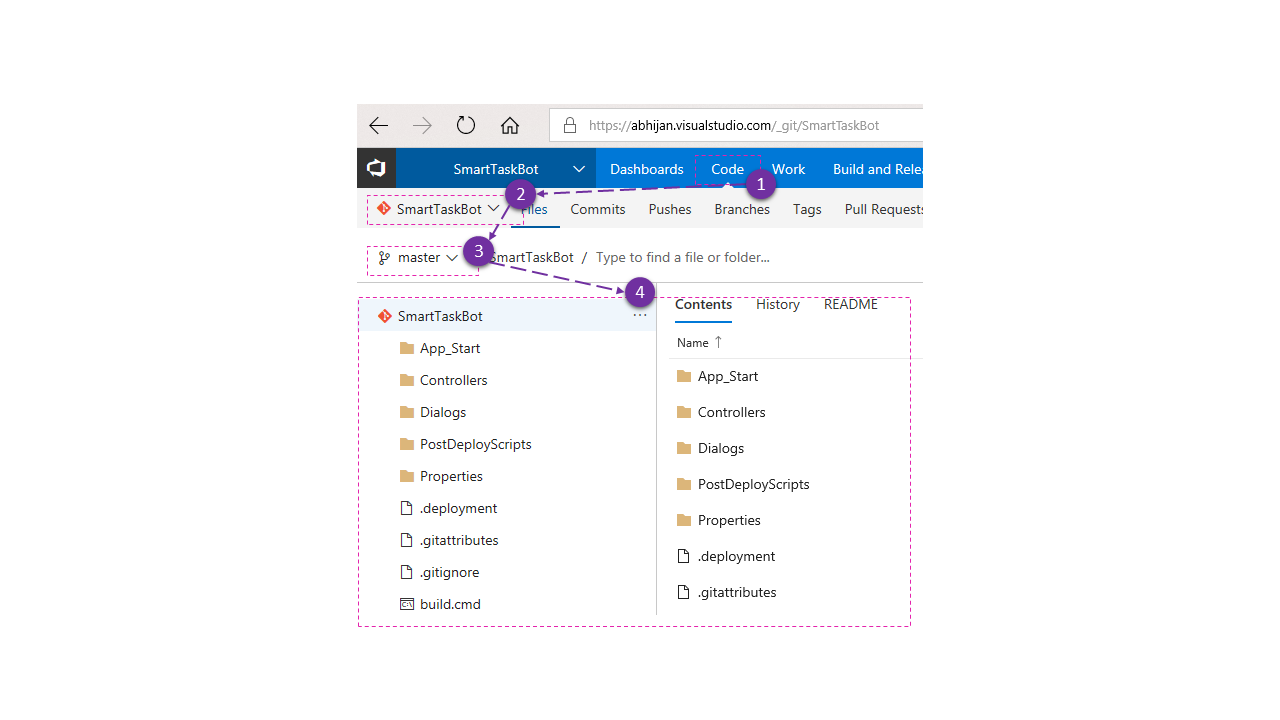 https://abhijan.visualstudio.com/_git/SmartTaskBot
SmartTaskBot Dashboards Code Work Build and Rele
1
2
SmartTaskBot Files Commits Pushes Branches Tags Pull Requests
3
master SmartTaskBot / Type to find a file or folder...
4
SmartTaskBot ...
App_Start
Controllers
Dialogs
PostDeployScripts
Properties
.deployment
.gitattributes
.gitignore
build.cmd
Contents History README
Name ↑
App_Start
Controllers
Dialogs
PostDeployScripts
Properties
.deployment
.gitattributes